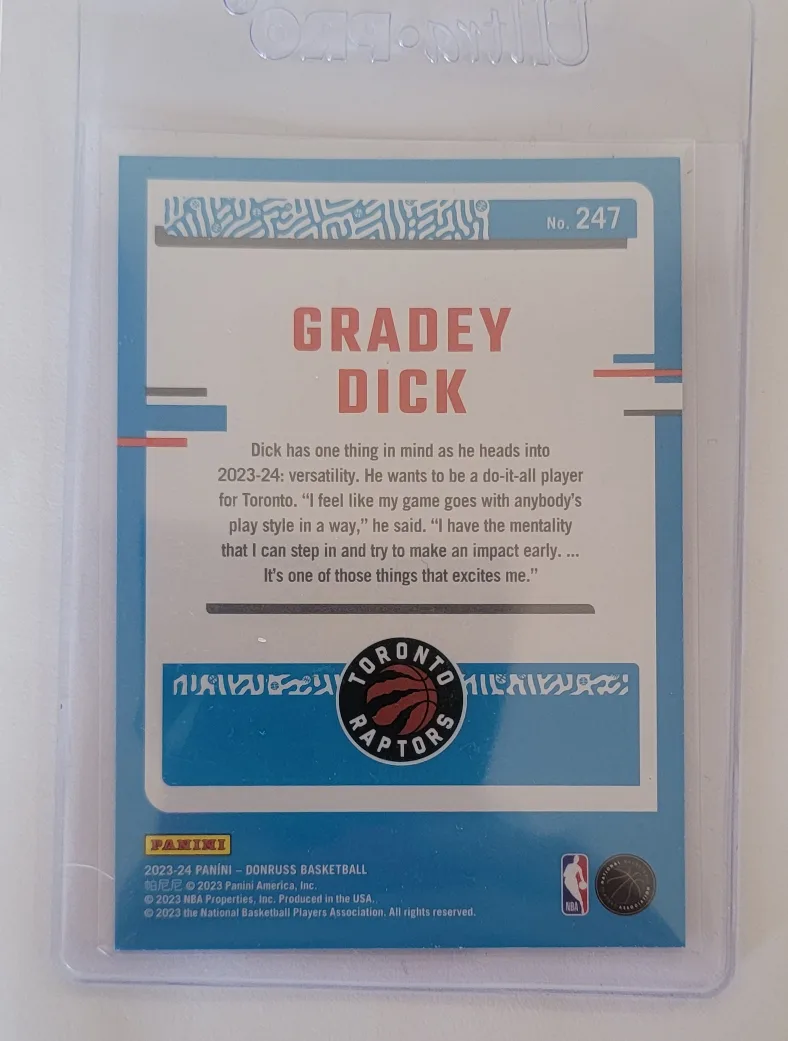 Ultra•PRO
No. 247
GRADEY
DICK
Dick has one thing in mind as he heads into
2023-24: versatility. He wants to be a do-it-all player
for Toronto. “I feel like my game goes with anybody’s
play style in a way,” he said. “I have the mentality
that I can step in and try to make an impact early. ...
It’s one of those things that excites me.”
TORONTO
RAPTORS
PANINI
2023-24 PANINI – DONRUSS BASKETBALL
帕尼尼 © 2023 Panini America, Inc.
© 2023 NBA Properties, Inc. Produced in the USA.
© 2023 the National Basketball Players Association. All rights reserved.
NBA